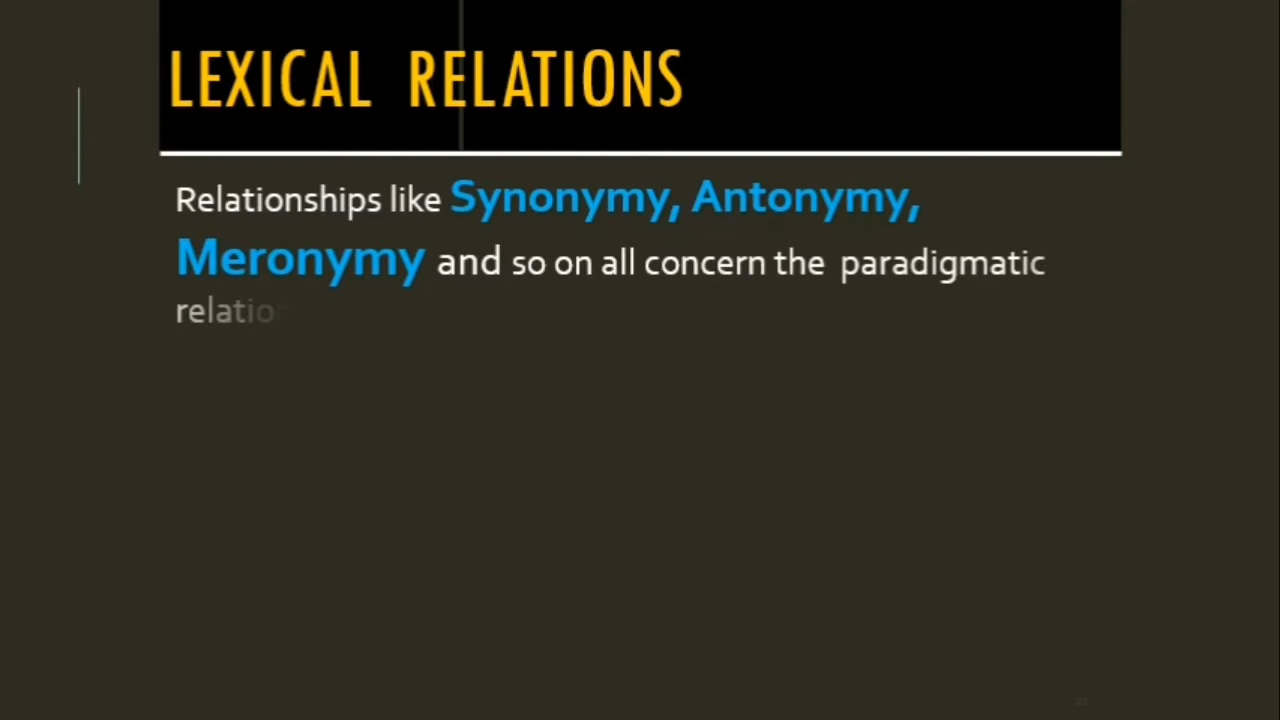 LEXICAL RELATIONS
Relationships like Synonymy, Antonymy,
Meronymy and so on all concern the paradigmatic
relatio